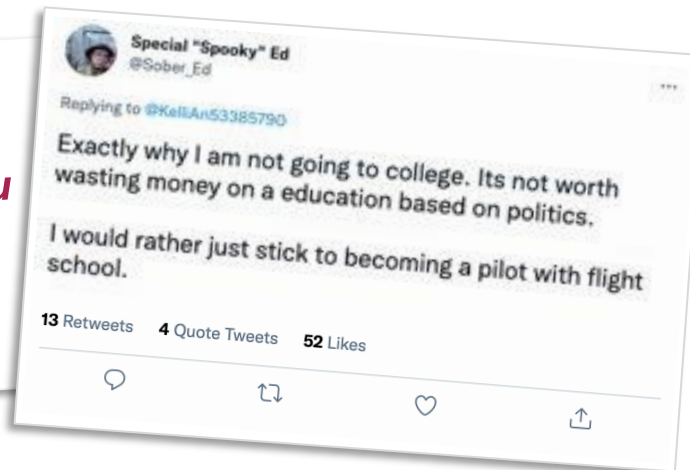 Special "Spooky" Ed
@Sober_Ed
Replying to @KelliAn53385790
Exactly why I am not going to college. Its not worth
wasting money on a education based on politics.
I would rather just stick to becoming a pilot with flight
school.
13 Retweets 4 Quote Tweets 52 Likes
u